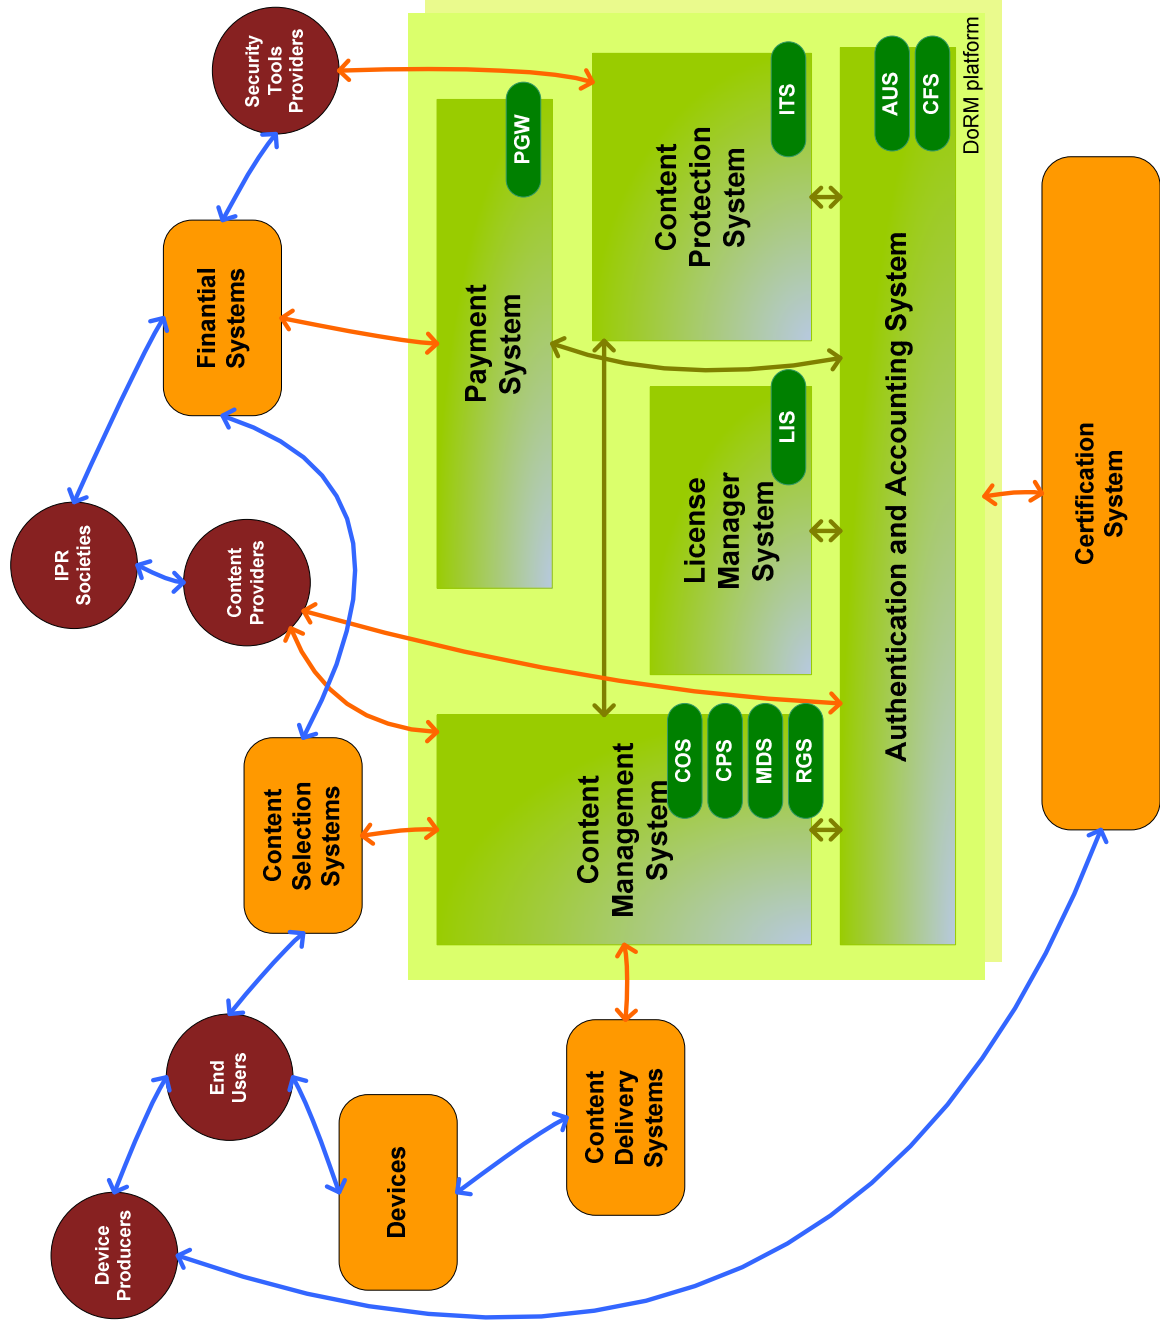 Device
Producers
End
Users
IPR
Societies
Content
Providers
Security
Tools
Providers
Devices
Content
Selection
Systems
Finantial
Systems
Content
Delivery
Systems
Payment
System
PGW
Content
Management
System
COS
CPS
MDS
RGS
License
Manager
System
LIS
Content
Protection
System
ITS
Authentication and Accounting System
AUS
CFS
DoRM platform
Certification
System